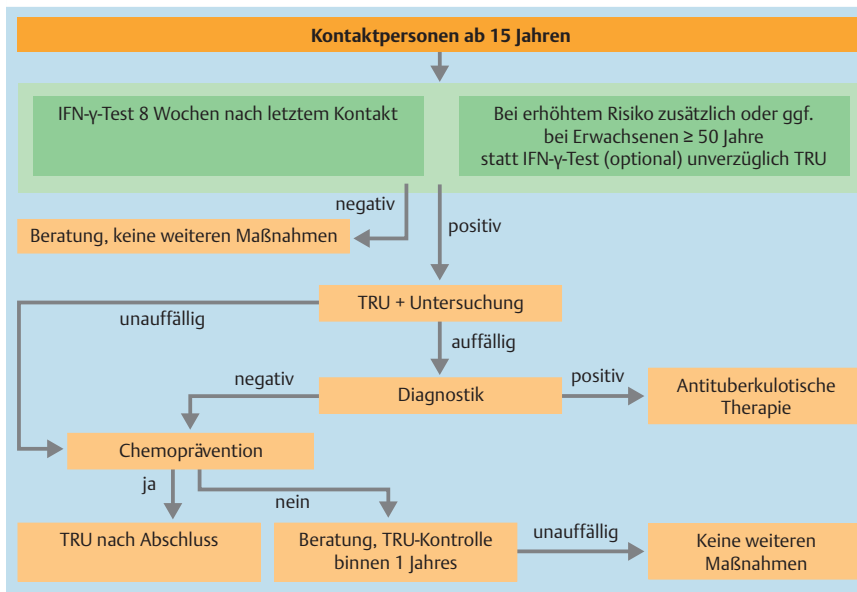 Kontaktpersonen ab 15 Jahren
IFN-γ-Test 8 Wochen nach letztem Kontakt
Bei erhöhtem Risiko zusätzlich oder ggf.
bei Erwachsenen ≥ 50 Jahre
statt IFN-γ-Test (optional) unverzüglich TRU
negativ
positiv
Beratung, keine weiteren Maßnahmen
TRU + Untersuchung
unauffällig
auffällig
negativ
Diagnostik
positiv
Antituberkulotische
Therapie
Chemoprävention
ja
nein
TRU nach Abschluss
Beratung, TRU-Kontrolle
binnen 1 Jahres
unauffällig
Keine weiteren
Maßnahmen